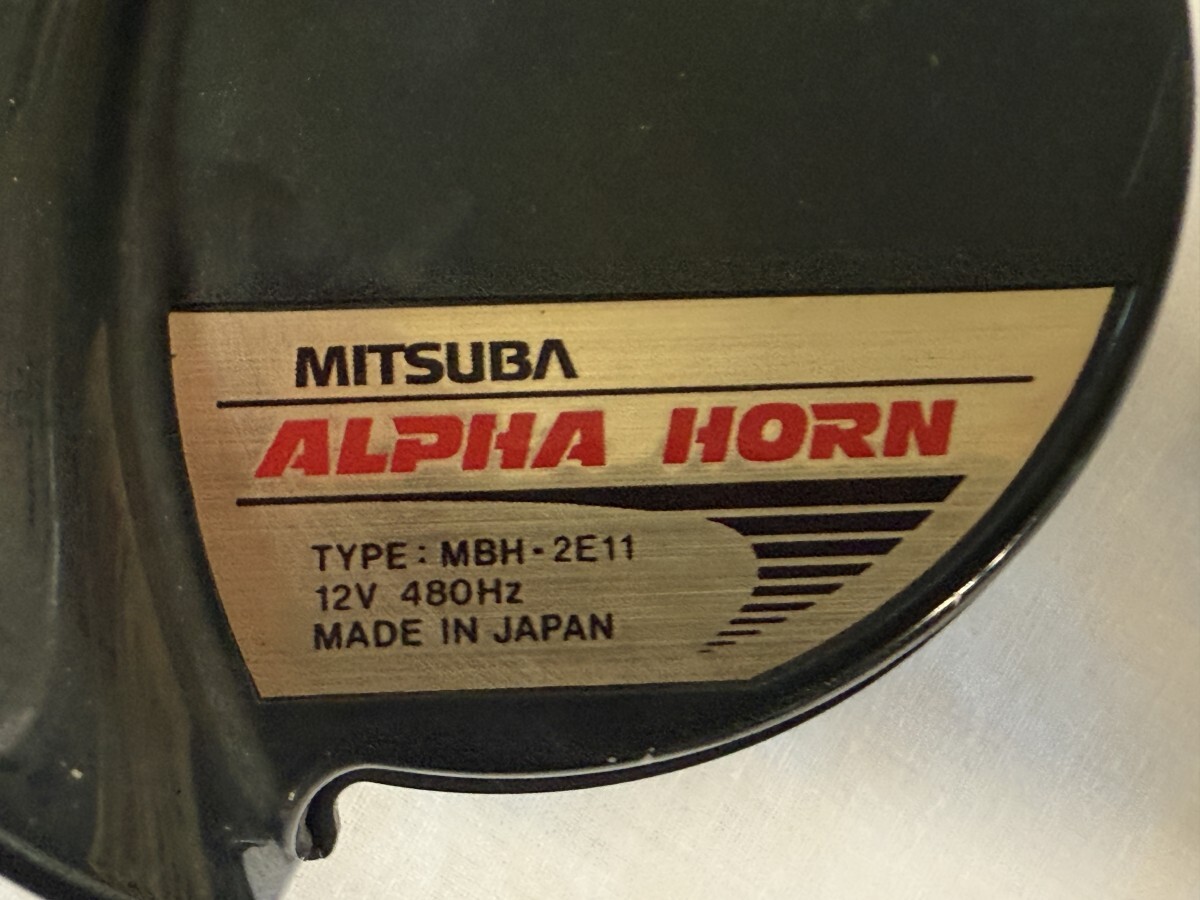 MITSUBA
ALPHA HORN
TYPE : MBH-2E11
12V 480Hz
MADE IN JAPAN